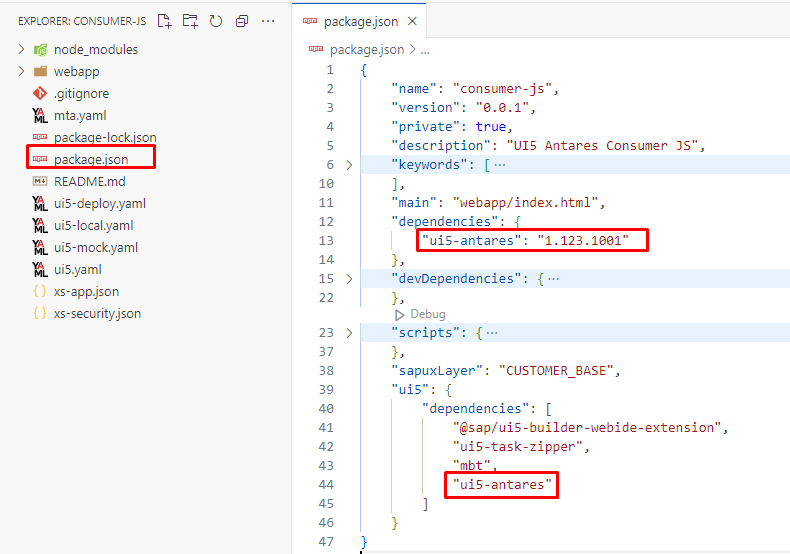 EXPLORER: CONSUMER-JS
node_modules
webapp
.gitignore
mta.yaml
package-lock.json
package.json
README.md
ui5-deploy.yaml
ui5-local.yaml
ui5-mock.yaml
ui5.yaml
xs-app.json
xs-security.json
package.json
package.json > ...
1 {
2 "name": "consumer-js",
3 "version": "0.0.1",
4 "private": true,
5 "description": "UI5 Antares Consumer JS",
6 "keywords": [ ...
10 ],
11 "main": "webapp/index.html",
12 "dependencies": {
13 "ui5-antares": "1.123.1001"
14 },
15 "devDependencies": { ...
22 },
Debug
23 "scripts": { ...
37 },
38 "sapuxLayer": "CUSTOMER_BASE",
39 "ui5": {
40 "dependencies": [
41 "@sap/ui5-builder-webide-extension",
42 "ui5-task-zipper",
43 "mbt",
44 "ui5-antares"
45 ]
46 }
47 }